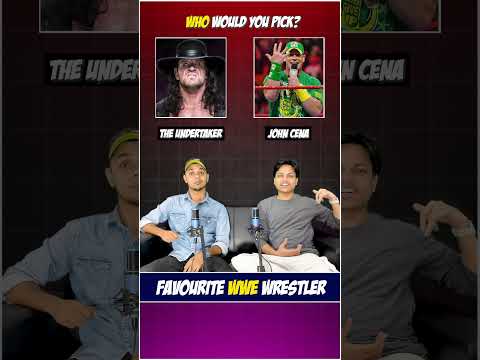 WHO WOULD YOU PICK?
THE UNDERTAKER
JOHN CENA
FAVOURITE WWE WRESTLER